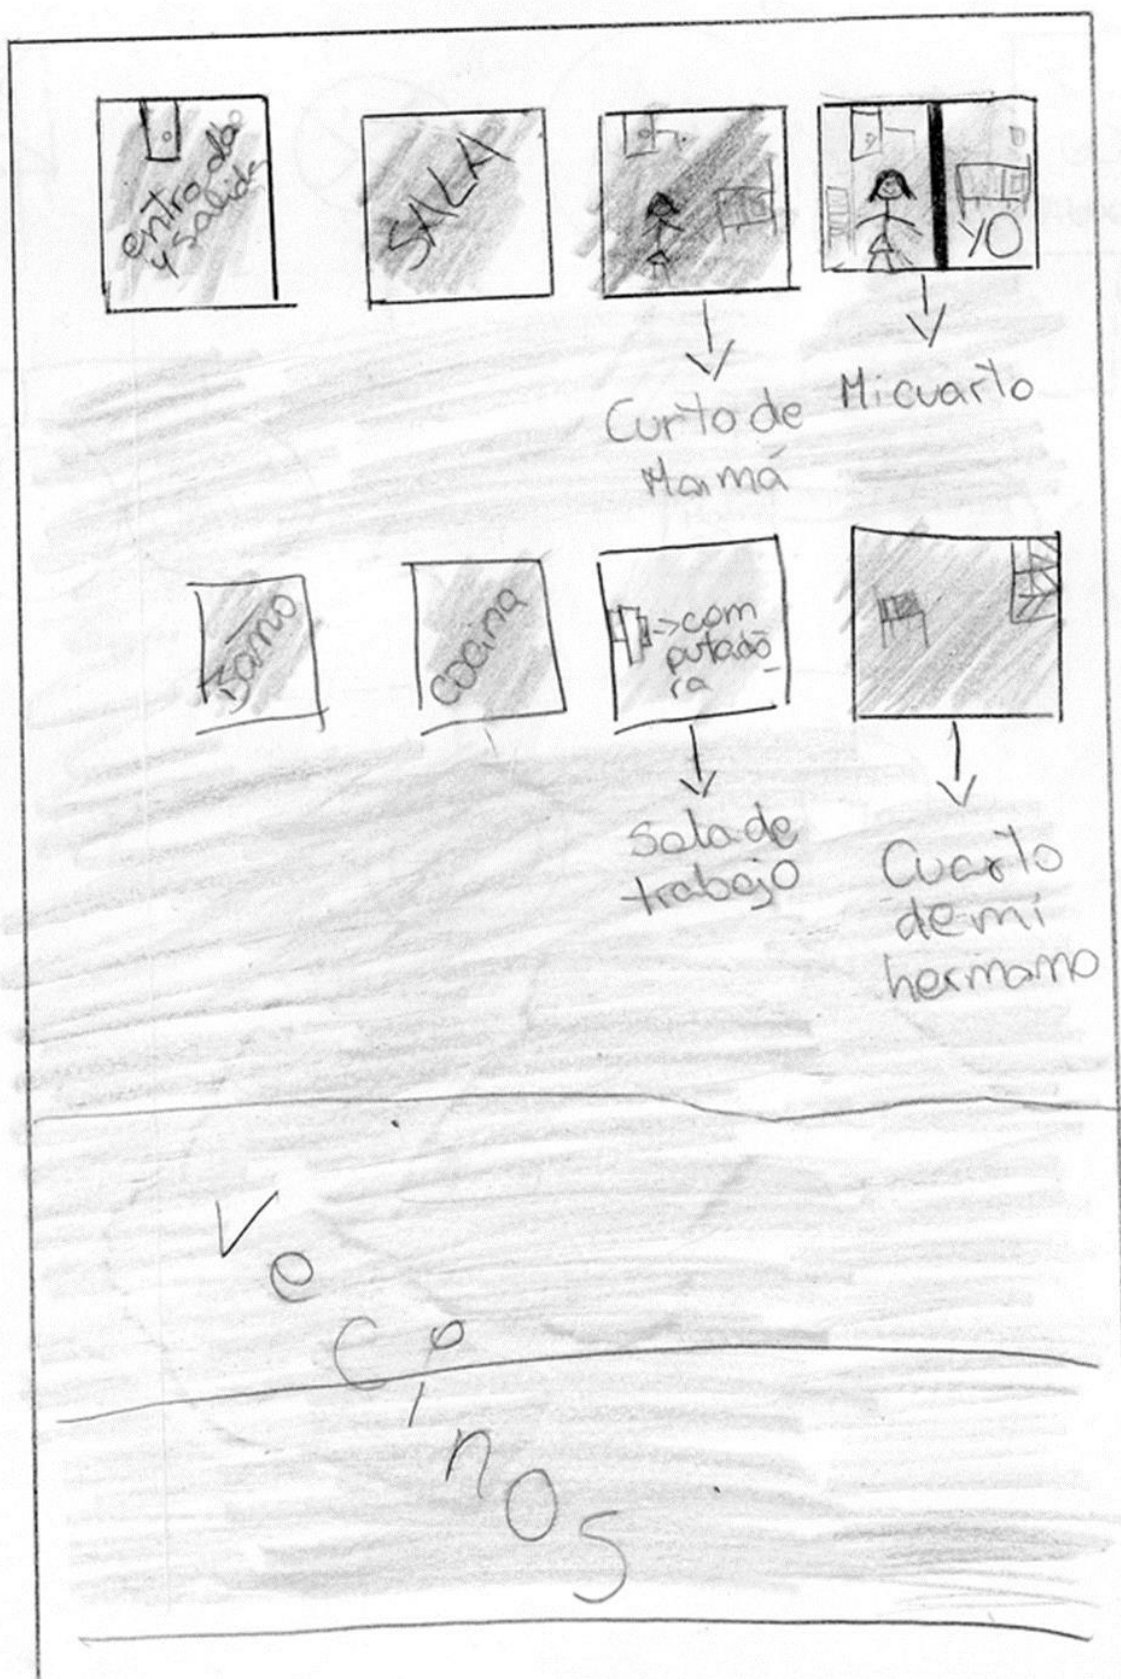 entrada
y salida
SALA
YO
Curto de
Mamá
Mi cuarto
Baño
cocina
com
putado
ra
Sala de
trabajo
Cuarto
de mi
hermano
Vecinos